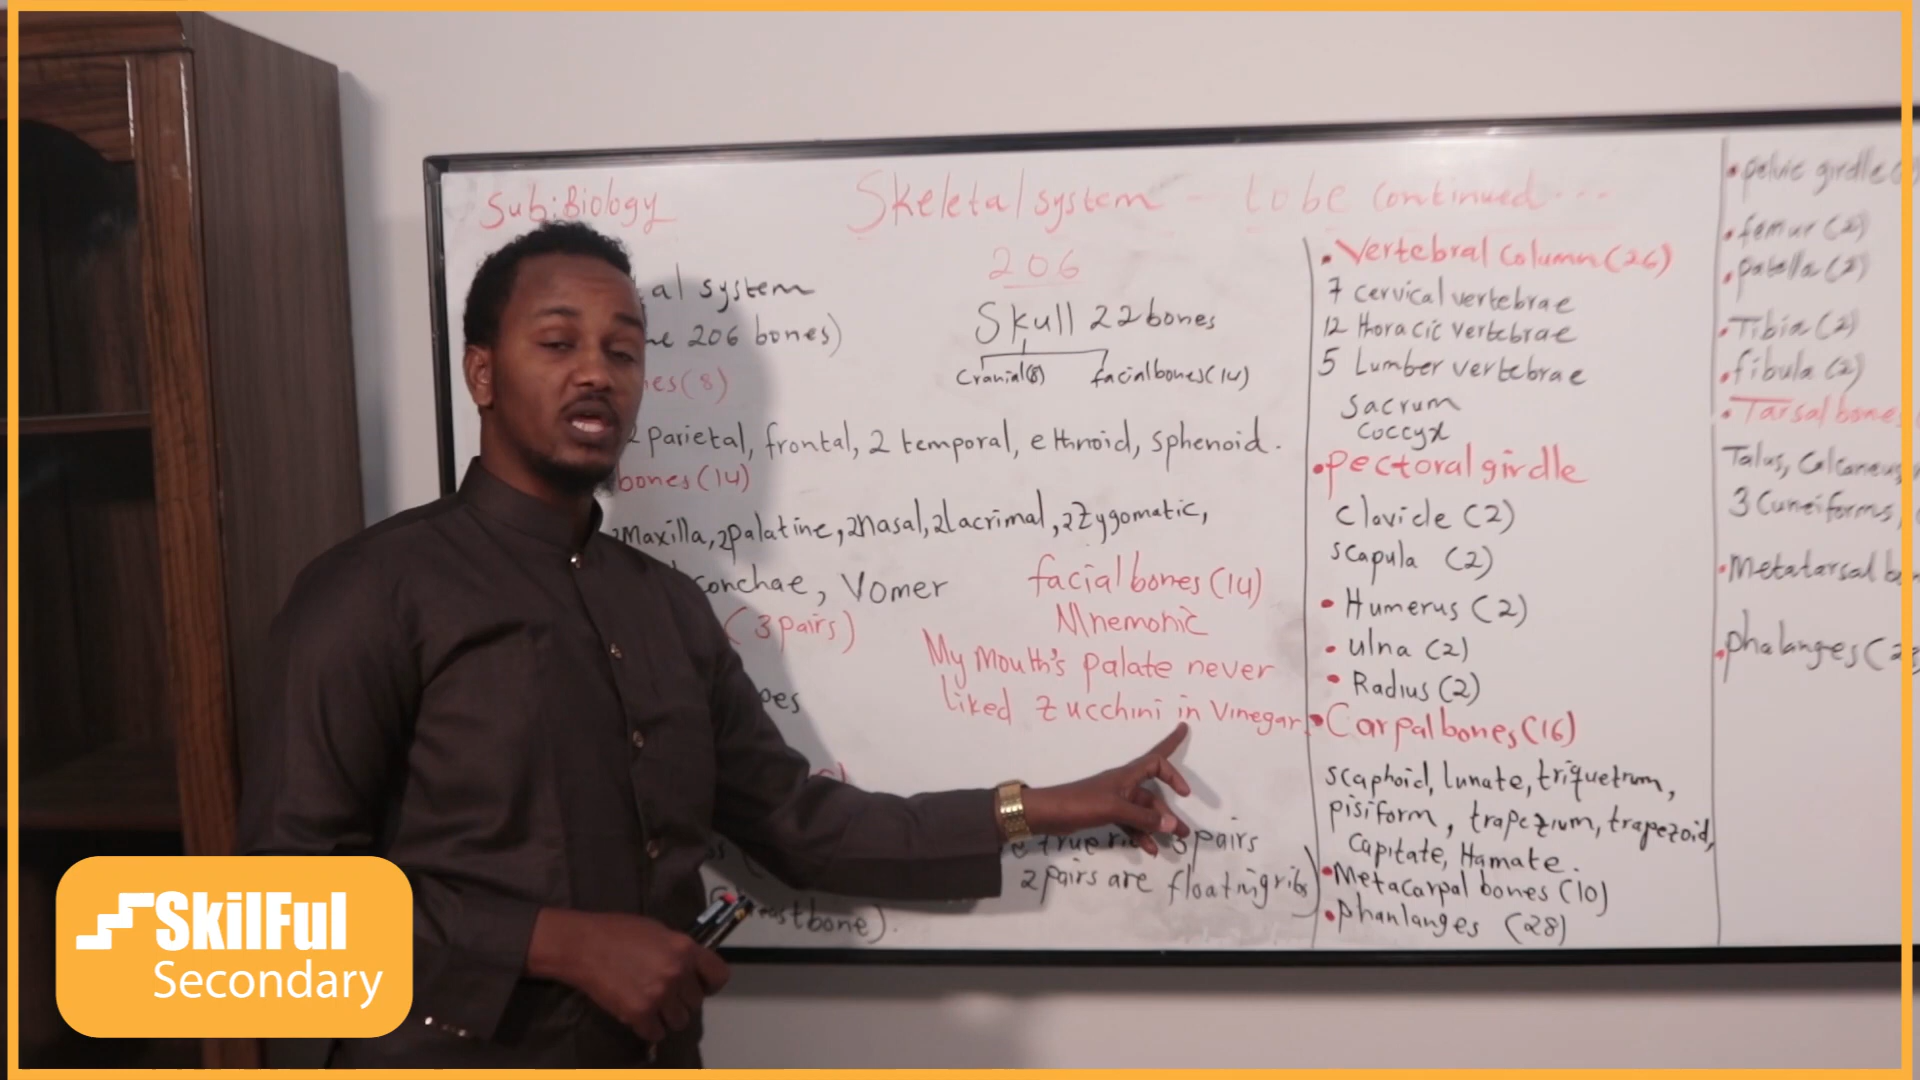 Sub: Biology
Skeletal system - to be continued...
206
al system
206 bones)
Skull 22 bones
Cranial(8) facial bones(14)
nes(8)
2 parietal, frontal, 2 temporal, ethnoid, sphenoid.
bones(14)
2Maxilla, 2palatine, 2Nasal, 2lacrimal, 2Zygomatic,
conchae, Vomer
(3 pairs)
facial bones(14)
Mnemonic
My mouth's palate never
liked zucchini in Vinegar.
true 3 pairs
2 pairs are floating ribs)
breastbone).
• Vertebral Column(26)
7 cervical vertebrae
12 thoracic vertebrae
5 Lumber vertebrae
Sacrum
Coccyx
• Pectoral girdle
Clavicle (2)
Scapula (2)
• Humerus (2)
• Ulna (2)
• Radius (2)
• Carpal bones(16)
scaphoid, lunate, triquetrum,
pisiform, trapezium, trapezoid,
Capitate, Hamate.
• Metacarpal bones (10)
• phanlanges (28)
• pelvic girdle
• femur (2)
• patella (2)
• Tibia (2)
• fibula (2)
• Tarsal bones
Talus, Calcaneus,
3 Cuneiforms,
• Metatarsal b
• phalanges (2
SkilFul
Secondary